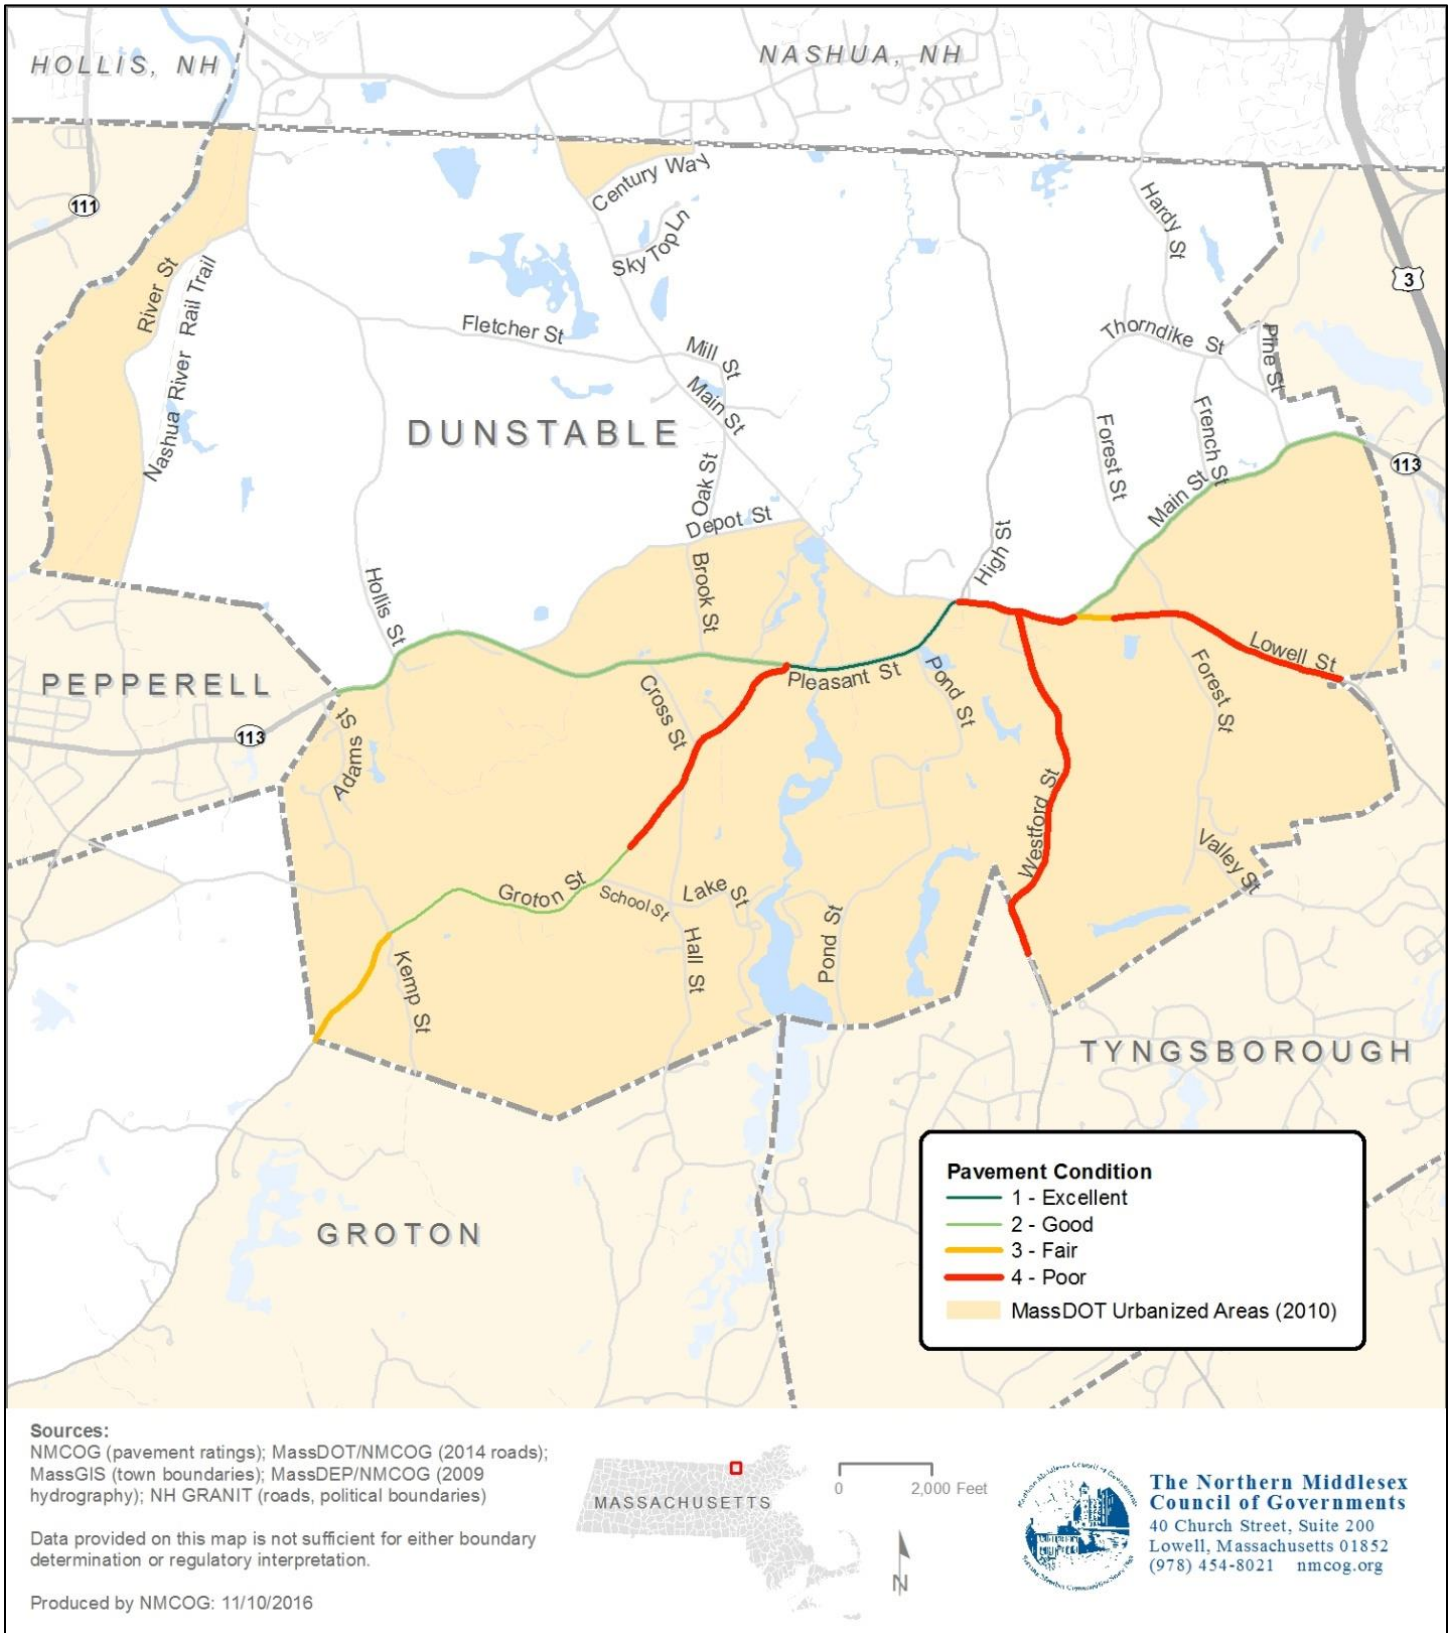 HOLLIS, NH
NASHUA, NH
111
Century Way
Sky Top Ln
Hardy St
3
River St
Nashua River Rail Trail
Fletcher St
Mill St
Main St
Thorndike St
Pine St
DUNSTABLE
Oak St
Depot St
Forest St
French St
Main St
113
Hollis St
Brook St
High St
PEPPERELL
113
Adams St
Cross St
Pleasant St
Pond St
Forest St
Lowell St
Westford St
Valley St
Groton St
School St
Lake St
Hall St
Pond St
Kemp St
TYNGSBOROUGH
GROTON
Pavement Condition
1 - Excellent
2 - Good
3 - Fair
4 - Poor
MassDOT Urbanized Areas (2010)
Sources:
NMCOG (pavement ratings); MassDOT/NMCOG (2014 roads);
MassGIS (town boundaries); MassDEP/NMCOG (2009
hydrography); NH GRANIT (roads, political boundaries)
Data provided on this map is not sufficient for either boundary
determination or regulatory interpretation.
Produced by NMCOG: 11/10/2016
MASSACHUSETTS
0 2,000 Feet
N
The Northern Middlesex
Council of Governments
40 Church Street, Suite 200
Lowell, Massachusetts 01852
(978) 454-8021 nmcog.org